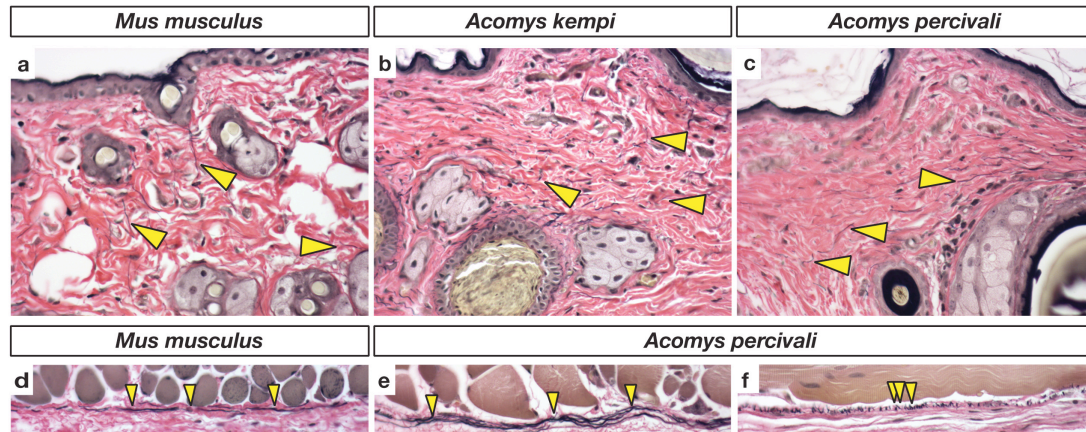 Mus musculus
Acomys kempi
Acomys percivali
a
b
c
Mus musculus
Acomys percivali
d
e
f